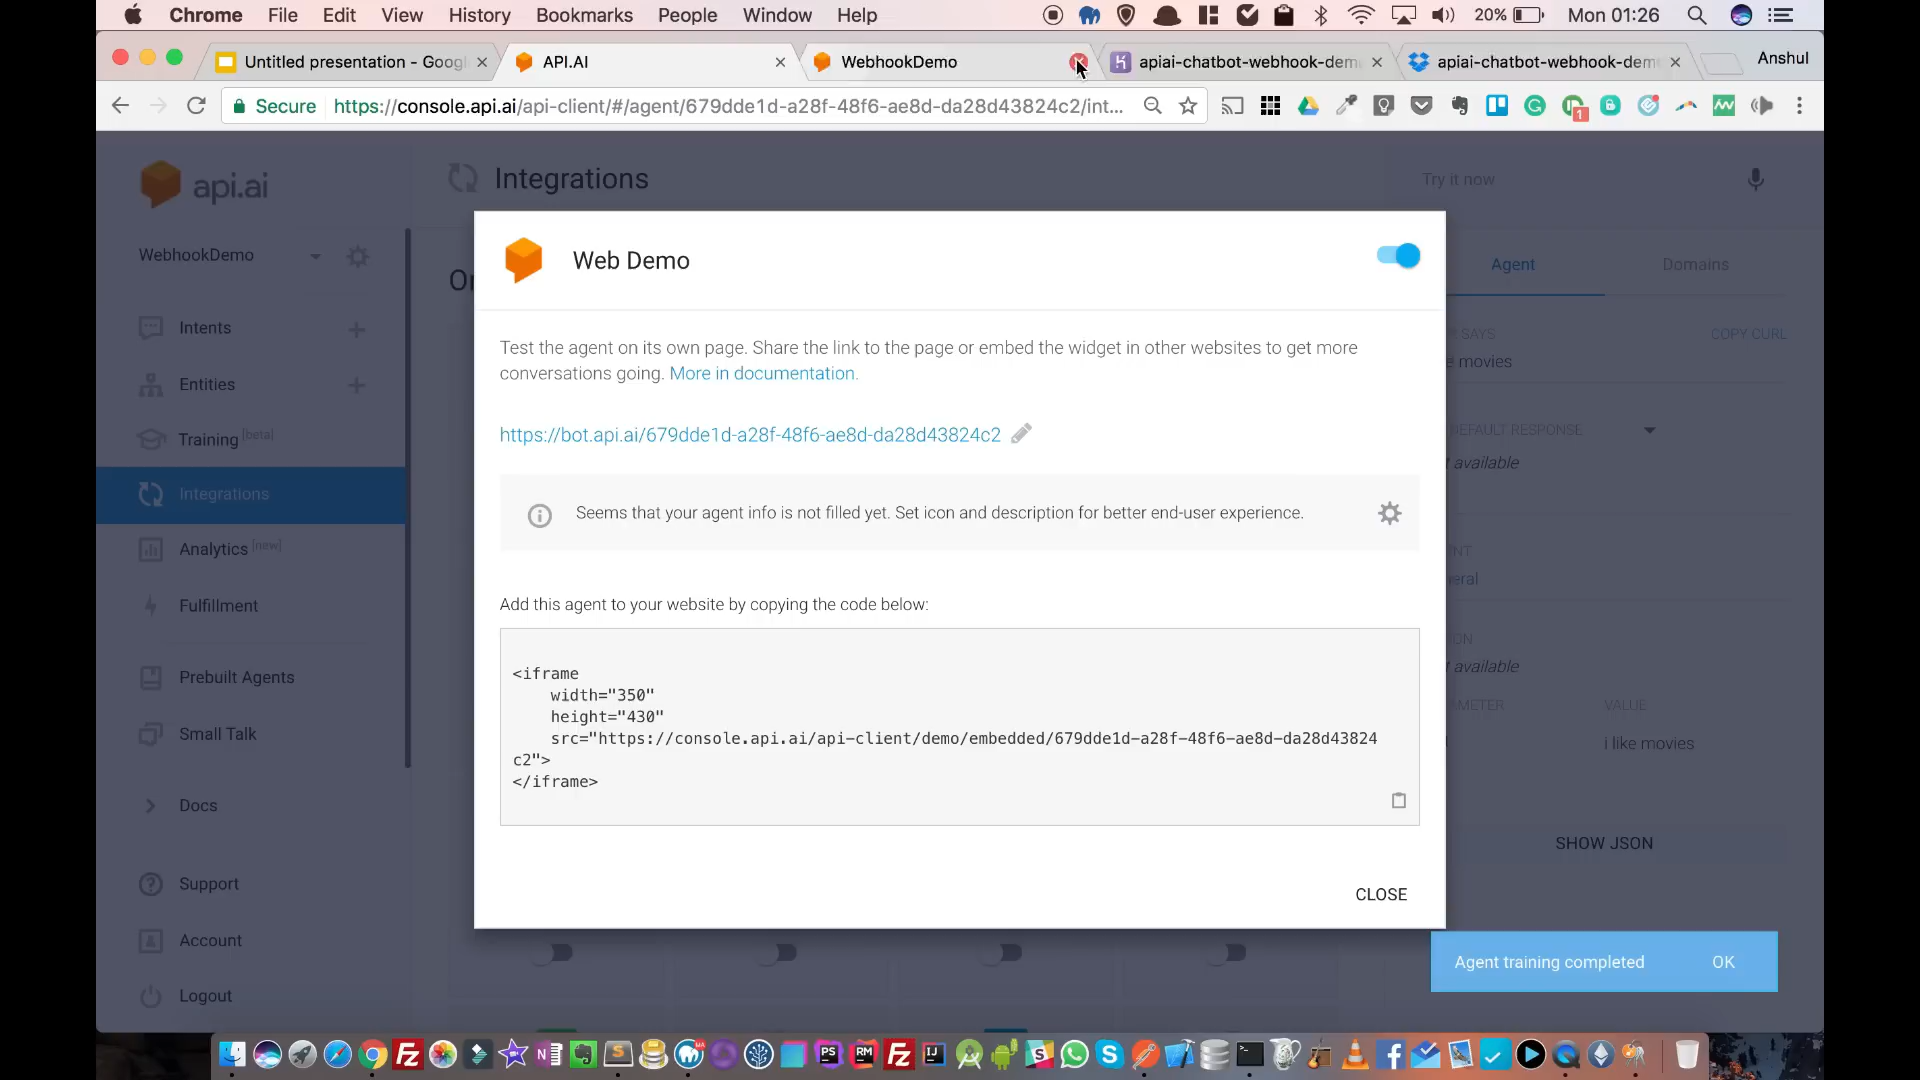 Chrome File Edit View History Bookmarks People Window Help 20% Mon 01:26
Untitled presentation - Goog
API.AI
WebhookDemo
apiai-chatbot-webhook-dem
apiai-chatbot-webhook-dem
Anshul
Secure https://console.api.ai/api-client/#/agent/679dde1d-a28f-48f6-ae8d-da28d43824c2/int...
1
api.ai
Integrations
Try it now
WebhookDemo
Intents
Entities
Training [beta]
Integrations
Analytics [new]
Fulfillment
Prebuilt Agents
Small Talk
Docs
Support
Account
Logout
Web Demo
Test the agent on its own page. Share the link to the page or embed the widget in other websites to get more
conversations going. More in documentation.
https://bot.api.ai/679dde1d-a28f-48f6-ae8d-da28d43824c2
Seems that your agent info is not filled yet. Set icon and description for better end-user experience.
Add this agent to your website by copying the code below:
<iframe
width="350"
height="430"
src="https://console.api.ai/api-client/demo/embedded/679dde1d-a28f-48f6-ae8d-da28d43824
c2">
</iframe>
CLOSE
Agent
Domains
SAYS
COPY CURL
movies
DEFAULT RESPONSE
available
available
VALUE
i like movies
SHOW JSON
Agent training completed
OK